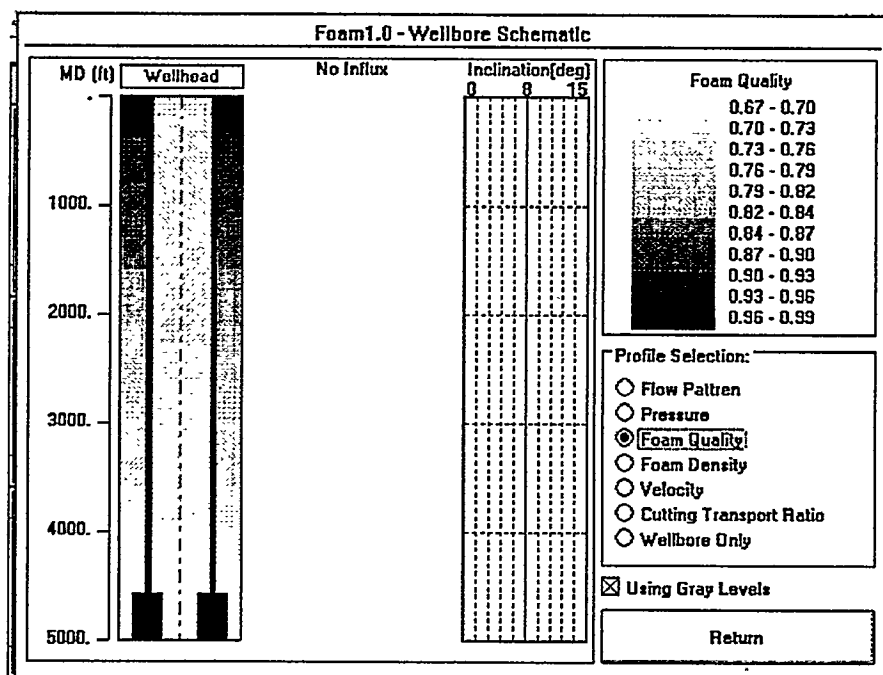 Foam1.0 - Wellbore Schematic
MD (ft)
Wellhead
No Influx
Inclination[deg]
0 8 15
1000.
2000.
3000.
4000.
5000.
Foam Quality
0.67 - 0.70
0.70 - 0.73
0.73 - 0.76
0.76 - 0.79
0.79 - 0.82
0.82 - 0.84
0.84 - 0.87
0.87 - 0.90
0.90 - 0.93
0.93 - 0.96
0.96 - 0.99
Profile Selection:
Flow Pattren
Pressure
Foam Quality
Foam Density
Velocity
Cutting Transport Ratio
Wellbore Only
Using Gray Levels
Return